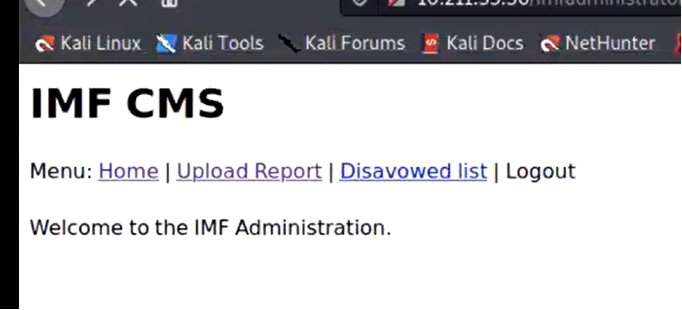 Kali Linux Kali Tools Kali Forums Kali Docs NetHunter
IMF CMS
Menu: Home | Upload Report | Disavowed list | Logout
Welcome to the IMF Administration.